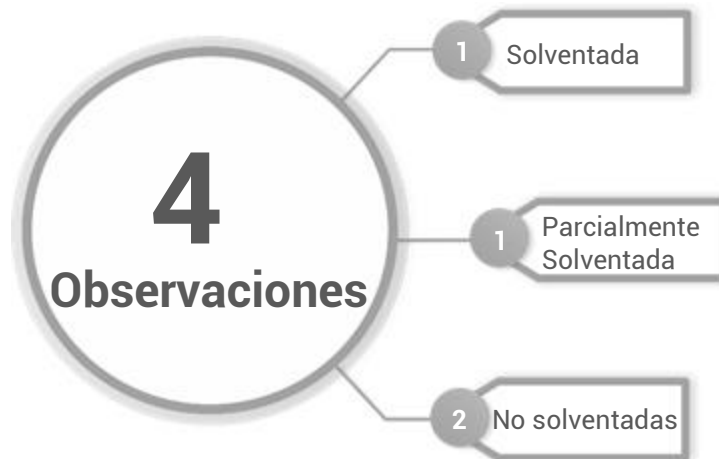 4
Observaciones
1
Solventada
1
Parcialmente
Solventada
2
No solventadas